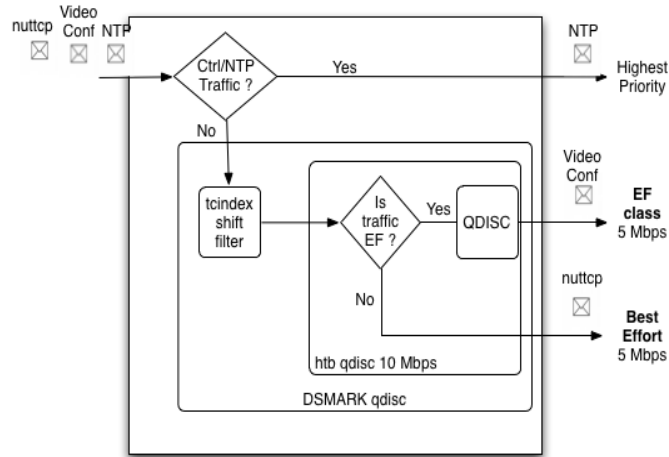 nuttcp
Video
Conf
NTP
Ctrl/NTP
Traffic ?
Yes
NTP
Highest
Priority
No
tcindex
shift
filter
Is
traffic
EF ?
Yes
QDISC
Video
Conf
EF
class
5 Mbps
No
nuttcp
Best
Effort
5 Mbps
htb qdisc 10 Mbps
DSMARK qdisc